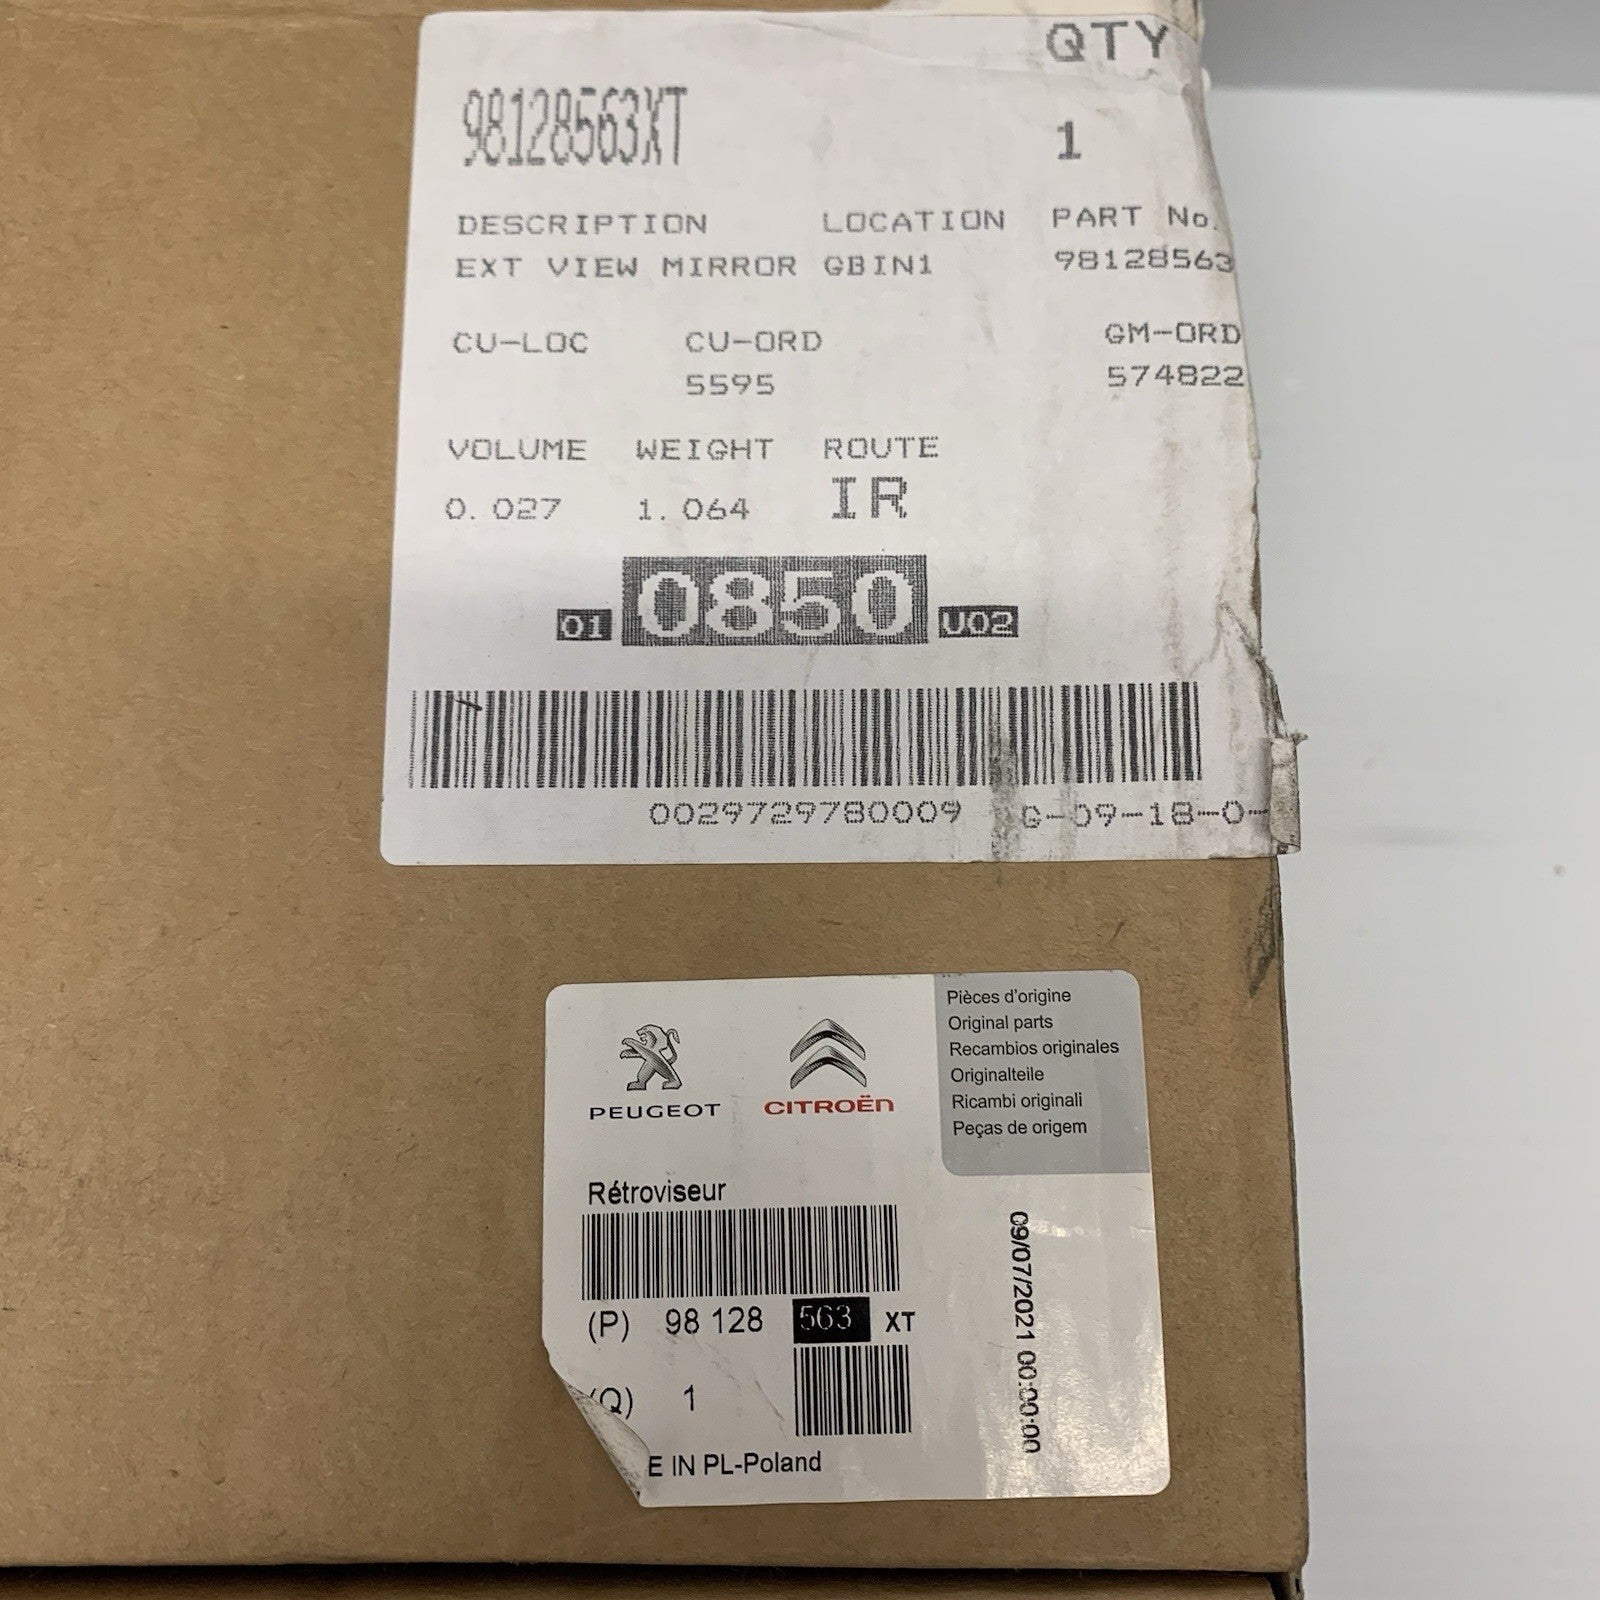 QTY
98128563XT 1
DESCRIPTION LOCATION PART No.
EXT VIEW MIRROR GBIN1 98128563
CU-LOC CU-ORD GM-ORD
5595 574822
VOLUME WEIGHT ROUTE
0.027 1.064 IR
01 0850 U02
0029729780009 G-09-18-0-
PEUGEOT
CITROËN
Pièces d'origine
Original parts
Recambios originales
Originalteile
Ricambi originali
Peças de origem
Rétroviseur
(P) 98 128 563 XT
(Q) 1
E IN PL-Poland
09/07/2021 00:00:00